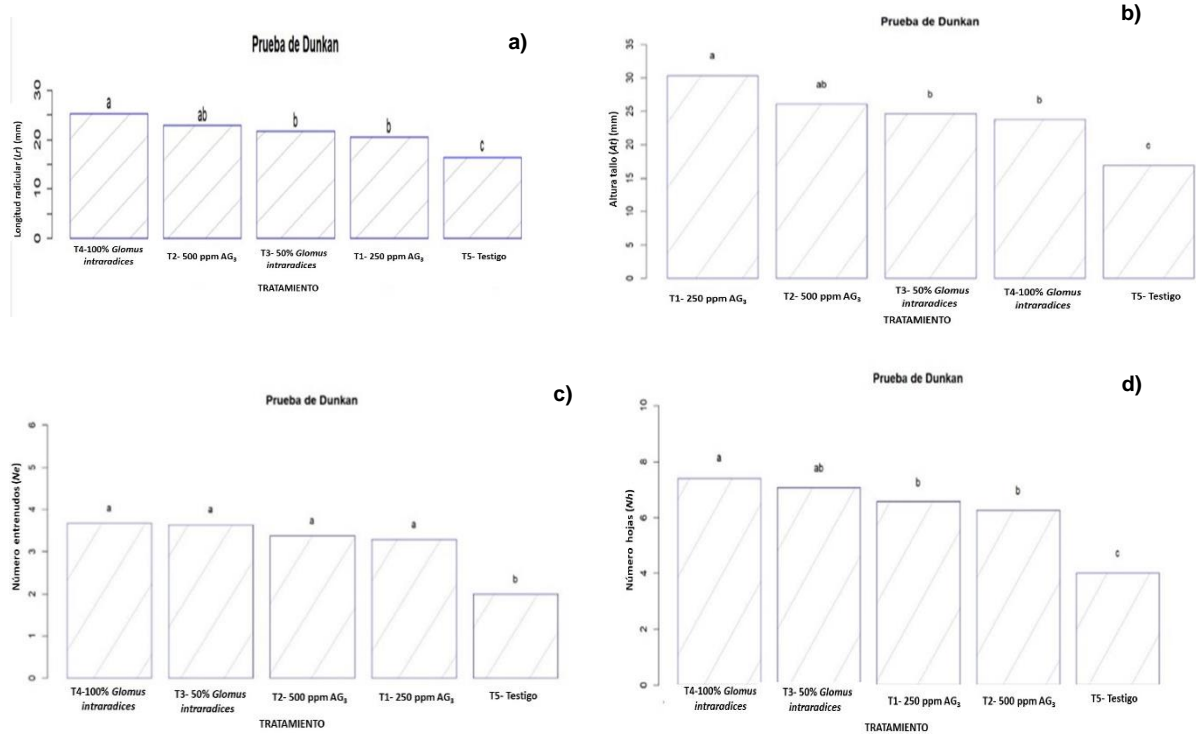 Prueba de Dunkan
a)
Longitud radicular (Lr) (mm)
30
20
10
0
a
ab
b
b
c
T4-100% Glomus
intraradices
T2- 500 ppm AG₃
T3- 50% Glomus
intraradices
T1- 250 ppm AG₃
T5- Testigo
TRATAMIENTO
Prueba de Dunkan
b)
Altura tallo (At) (mm)
35
30
25
20
15
10
5
0
a
ab
b
b
c
T1- 250 ppm AG₃
T2- 500 ppm AG₃
T3- 50% Glomus
intraradices
T4-100% Glomus
intraradices
T5- Testigo
TRATAMIENTO
Prueba de Dunkan
c)
Número entrenudos (Ne)
6
5
4
3
2
1
0
a
a
a
a
b
T4-100% Glomus
intraradices
T3- 50% Glomus
intraradices
T2- 500 ppm AG₃
T1- 250 ppm AG₃
T5- Testigo
TRATAMIENTO
Prueba de Dunkan
d)
Número hojas (Nh)
10
8
6
4
2
0
a
ab
b
b
c
T4-100% Glomus
intraradices
T3- 50% Glomus
intraradices
T1- 250 ppm AG₃
T2- 500 ppm AG₃
T5- Testigo
TRATAMIENTO